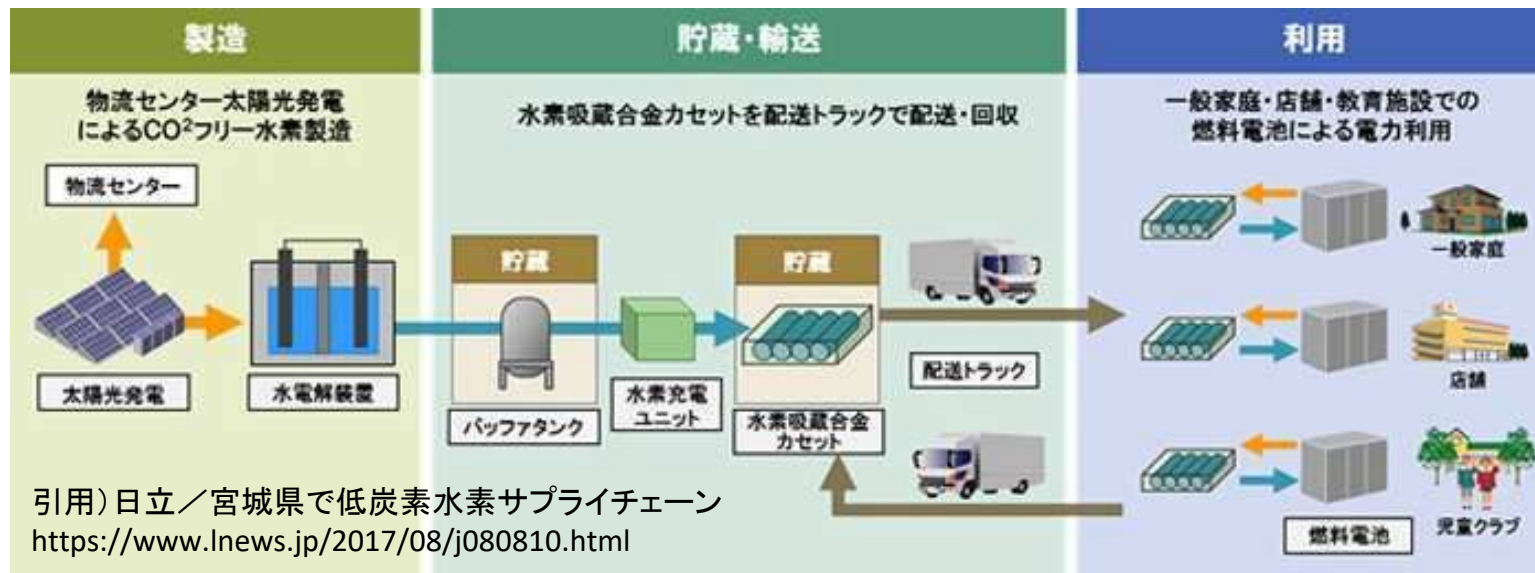 製造
物流センター太陽光発電
によるCO²フリー水素製造
物流センター
太陽光発電
水電解装置
貯蔵・輸送
水素吸蔵合金カセットを配送トラックで配送・回収
貯蔵
バッファタンク
水素充電
ユニット
貯蔵
水素吸蔵合金
カセット
配送トラック
利用
一般家庭・店舗・教育施設での
燃料電池による電力利用
一般家庭
店舗
児童クラブ
燃料電池
引用）日立／宮城県で低炭素水素サプライチェーン
https://www.lnews.jp/2017/08/j080810.html